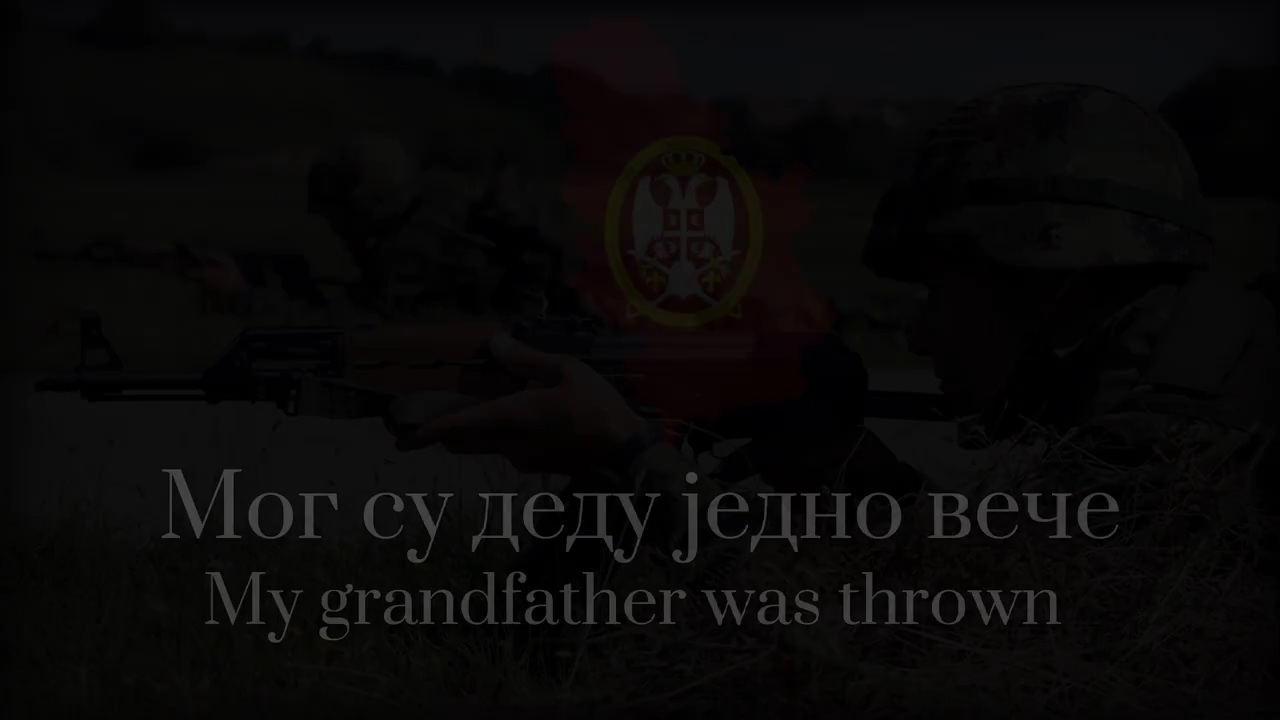 Мог су деду једно вече
My grandfather was thrown